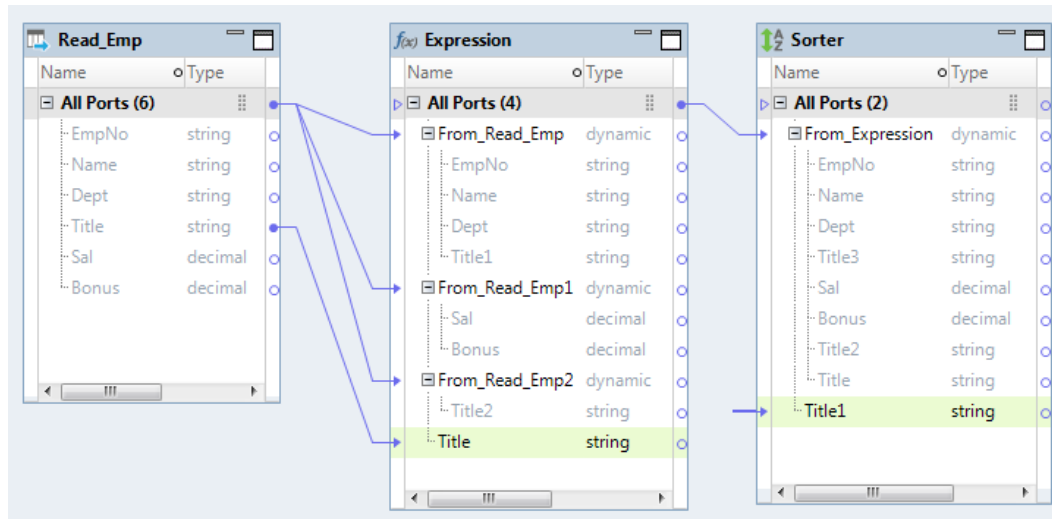 Read_Emp
Name Type
All Ports (6)
EmpNo string
Name string
Dept string
Title string
Sal decimal
Bonus decimal
f(x) Expression
Name Type
All Ports (4)
From_Read_Emp dynamic
EmpNo string
Name string
Dept string
Title1 string
From_Read_Emp1 dynamic
Sal decimal
Bonus decimal
From_Read_Emp2 dynamic
Title2 string
Title string
A Z Sorter
Name Type
All Ports (2)
From_Expression dynamic
EmpNo string
Name string
Dept string
Title3 string
Sal decimal
Bonus decimal
Title2 string
Title string
Title1 string